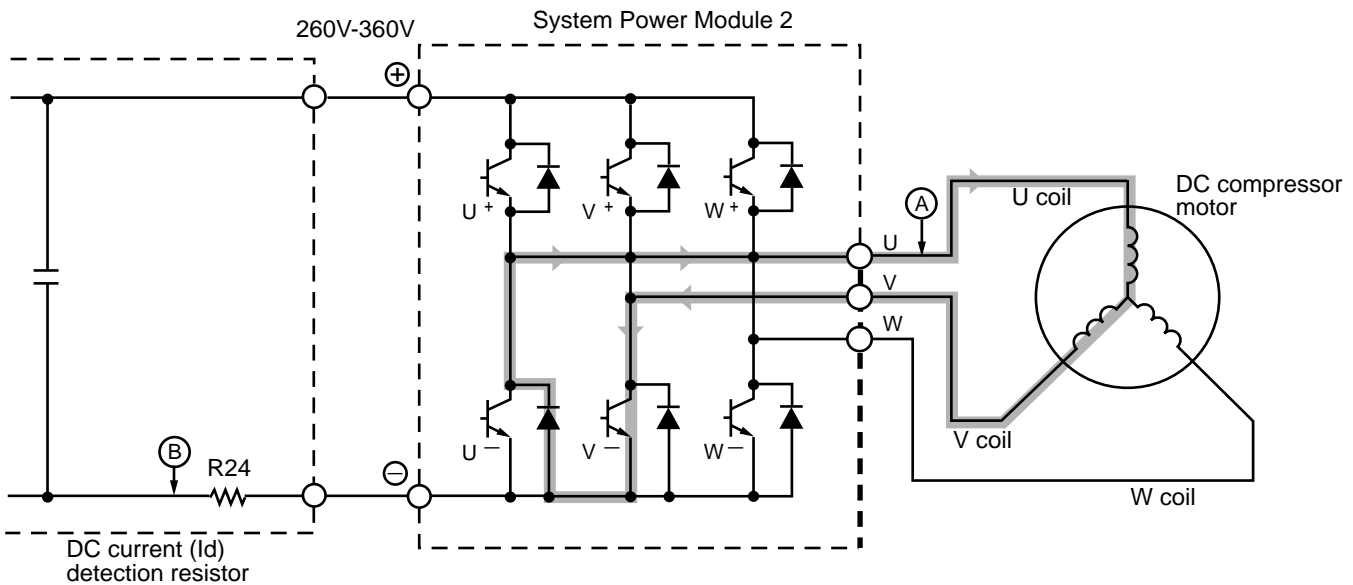 System Power Module 2
260V-360V
+
U +
V +
W +
A
U coil
DC compressor
motor
U
V
W
U —
V —
W —
V coil
W coil
B
R24
—
DC current (Id)
detection resistor